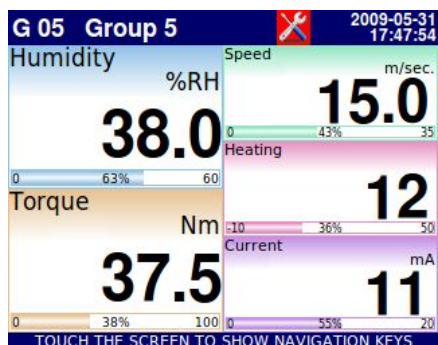 G 05 Group 5
2009-05-31
17:47:54
Humidity
%RH
38.0
0 63% 60
Torque
Nm
37.5
0 38% 100
Speed
m/sec.
15.0
0 43% 35
Heating
12
-10 36% 50
Current
mA
11
0 55% 20
TOUCH THE SCREEN TO SHOW NAVIGATION KEYS